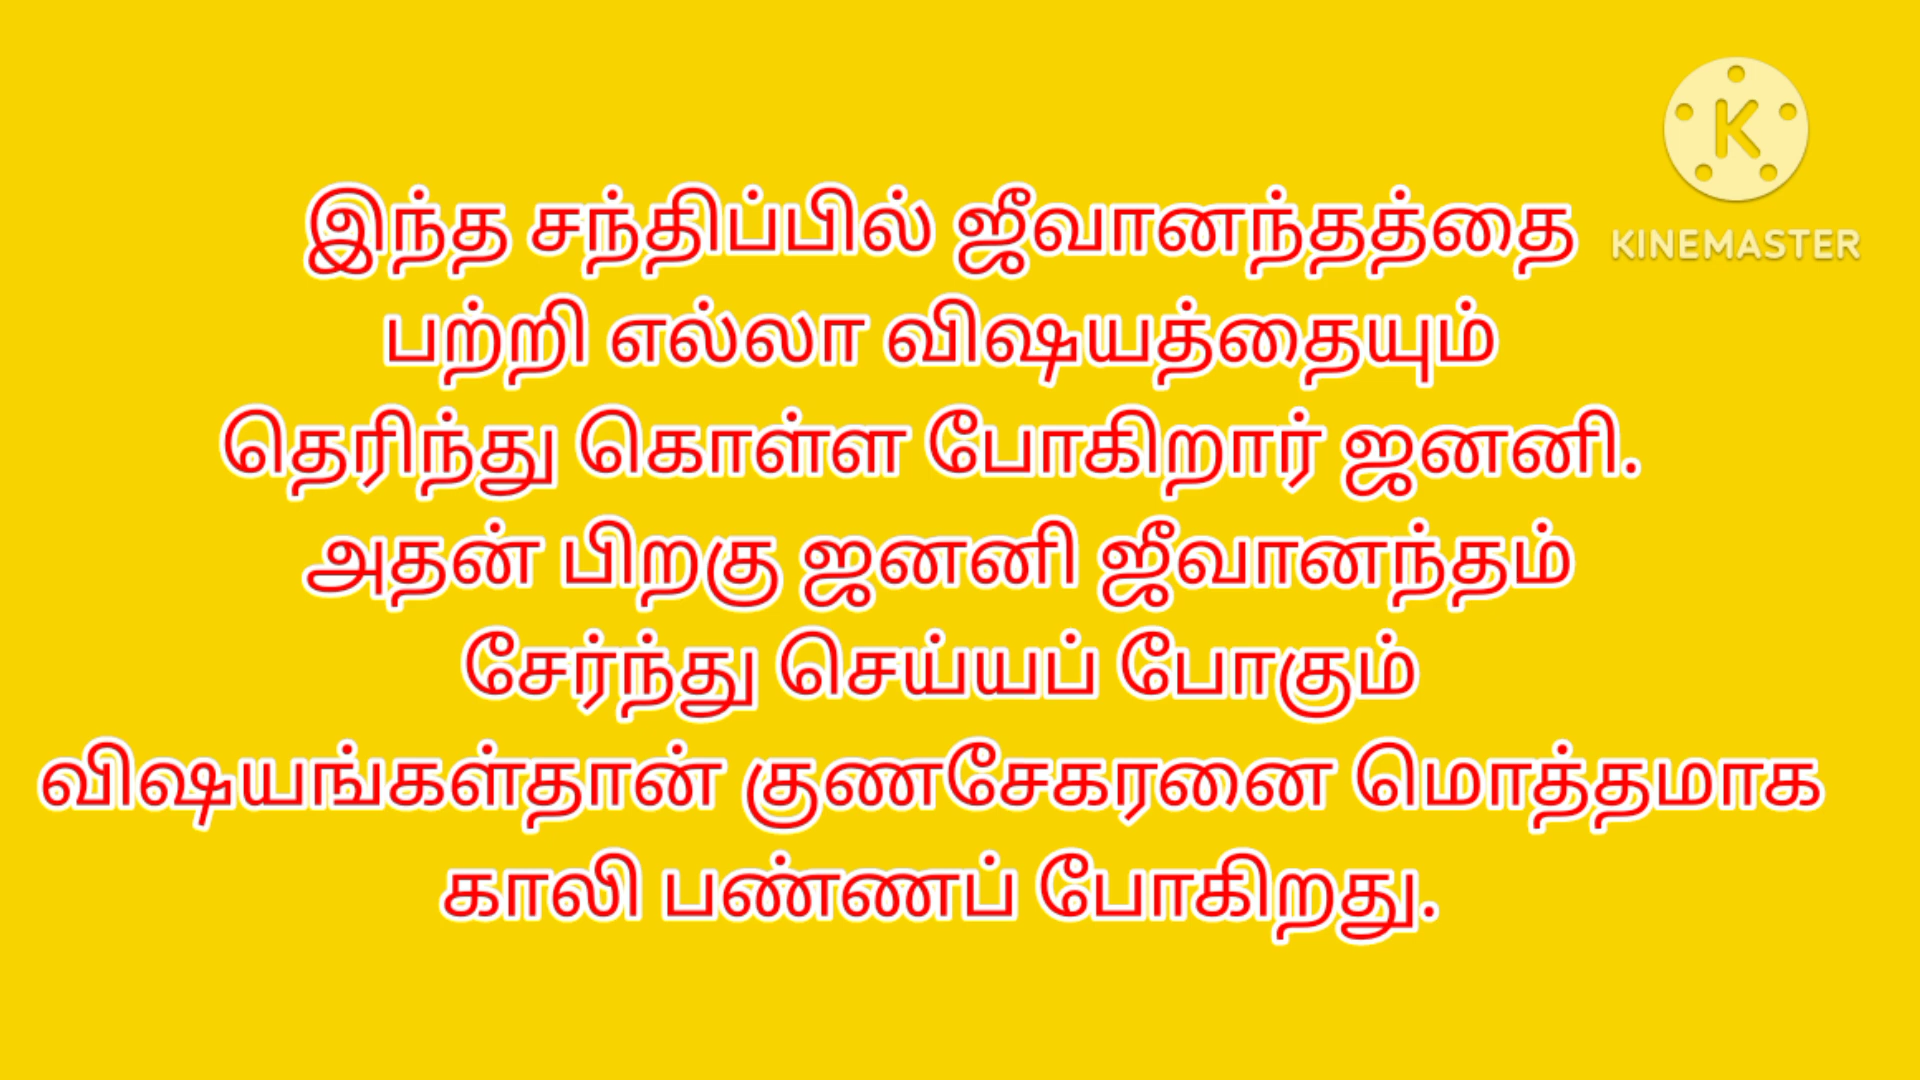 இந்த சந்திப்பில் ஜீவானந்தத்தை
KINEMASTER
பற்றி எல்லா விஷயத்தையும்
தெரிந்து கொள்ள போகிறார் ஜனனி.
அதன் பிறகு ஜனனி ஜீவானந்தம்
சேர்ந்து செய்யப் போகும்
விஷயங்கள்தான் குணசேகரனை மொத்தமாக
காலி பண்ணப் போகிறது.